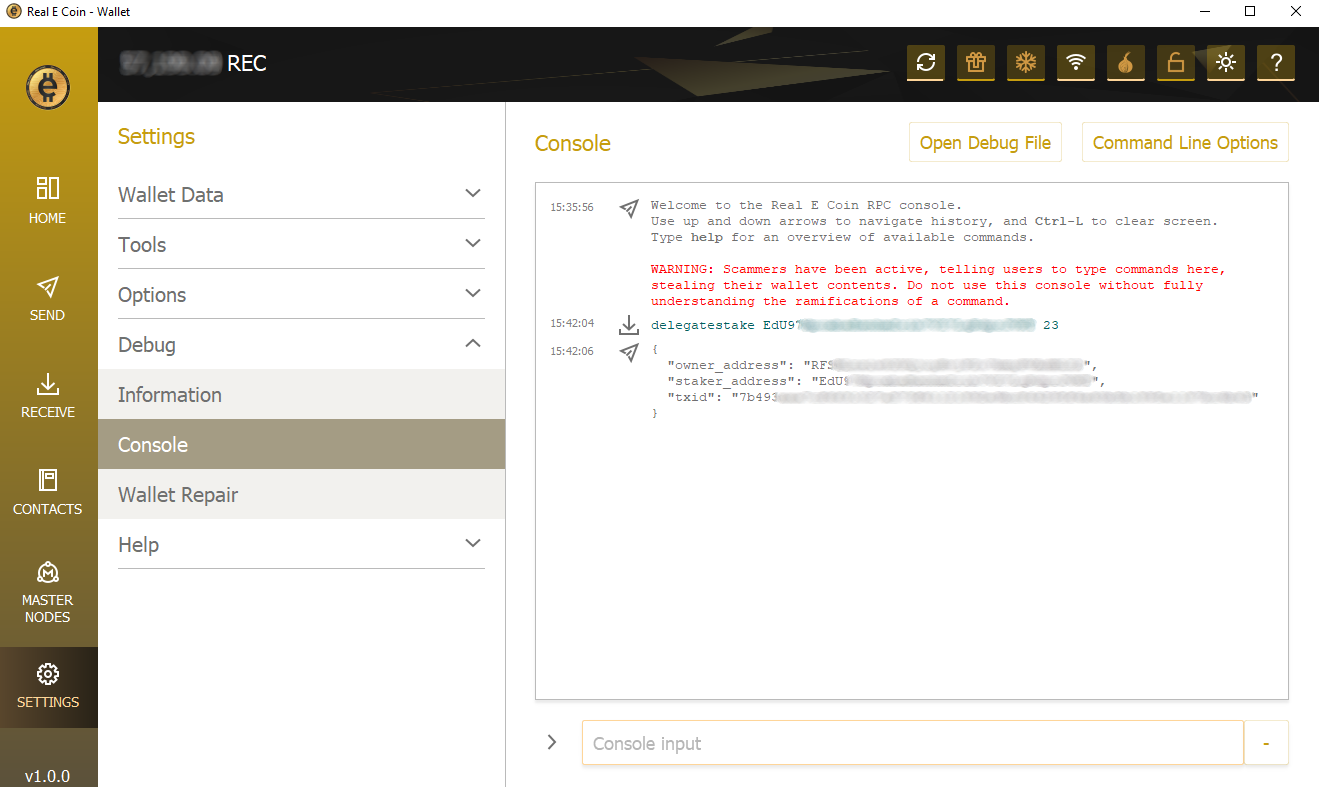 Real E Coin - Wallet
REC
HOME
SEND
RECEIVE
CONTACTS
MASTER
NODES
SETTINGS
v1.0.0
Settings
Wallet Data
Tools
Options
Debug
Information
Console
Wallet Repair
Help
Console
Open Debug File
Command Line Options
15:35:56
Welcome to the Real E Coin RPC console.
Use up and down arrows to navigate history, and Ctrl-L to clear screen.
Type help for an overview of available commands.
WARNING: Scammers have been active, telling users to type commands here,
stealing their wallet contents. Do not use this console without fully
understanding the ramifications of a command.
15:42:04 delegatestake EdU97 23
15:42:06 {
"owner_address": "RFS",
"staker_address": "EdU9",
"txid": "7b493"
}
Console input
-